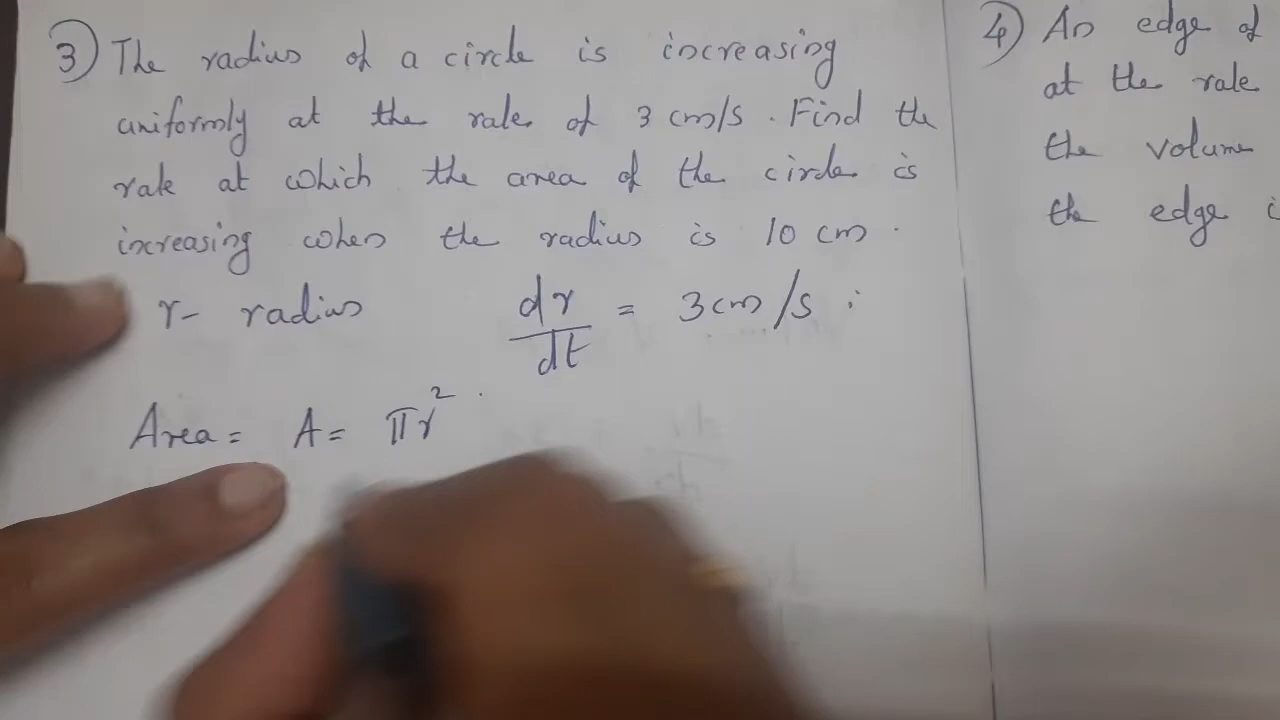 3) The radius of a circle is increasing
uniformly at the rate of 3 cm/s. Find the
rate at which the area of the circle is
increasing when the radius is 10 cm.
r- radius dr/dt = 3cm/s ;
Area = A = πr².
4) An edge of
at the rate
the volume
the edge i